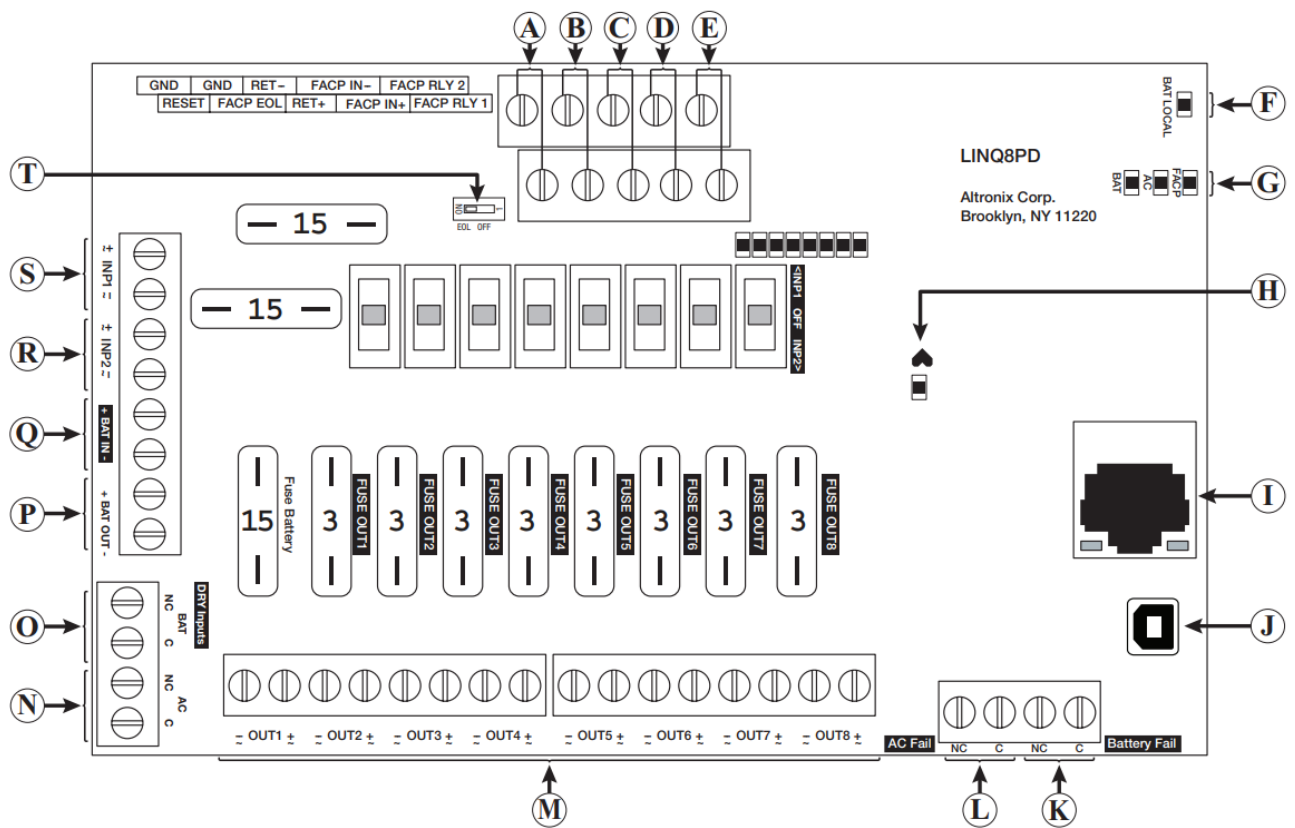 A B C D E
GND GND RET− FACP IN− FACP RLY 2
RESET FACP EOL RET+ FACP IN+ FACP RLY 1
BAT LOCAL
F
LINQ8PD
T
BAT AC FACP
G
Altronix Corp.
Brooklyn, NY 11220
ON 1
EOL OFF
15
S
± INP1 ~
<INP1 OFF INP2>
H
15
R
± INP2 ~
Q
+ BAT IN -
I
P
+ BAT OUT -
15
Fuse Battery
3
FUSE OUT1
3
FUSE OUT2
3
FUSE OUT3
3
FUSE OUT4
3
FUSE OUT5
3
FUSE OUT6
3
FUSE OUT7
3
FUSE OUT8
DRY Inputs
O
NC BAT C
J
N
NC AC C
OUT1 OUT2 OUT3 OUT4 OUT5 OUT6 OUT7 OUT8
AC Fail
NC C NC C
Battery Fail
M
L K